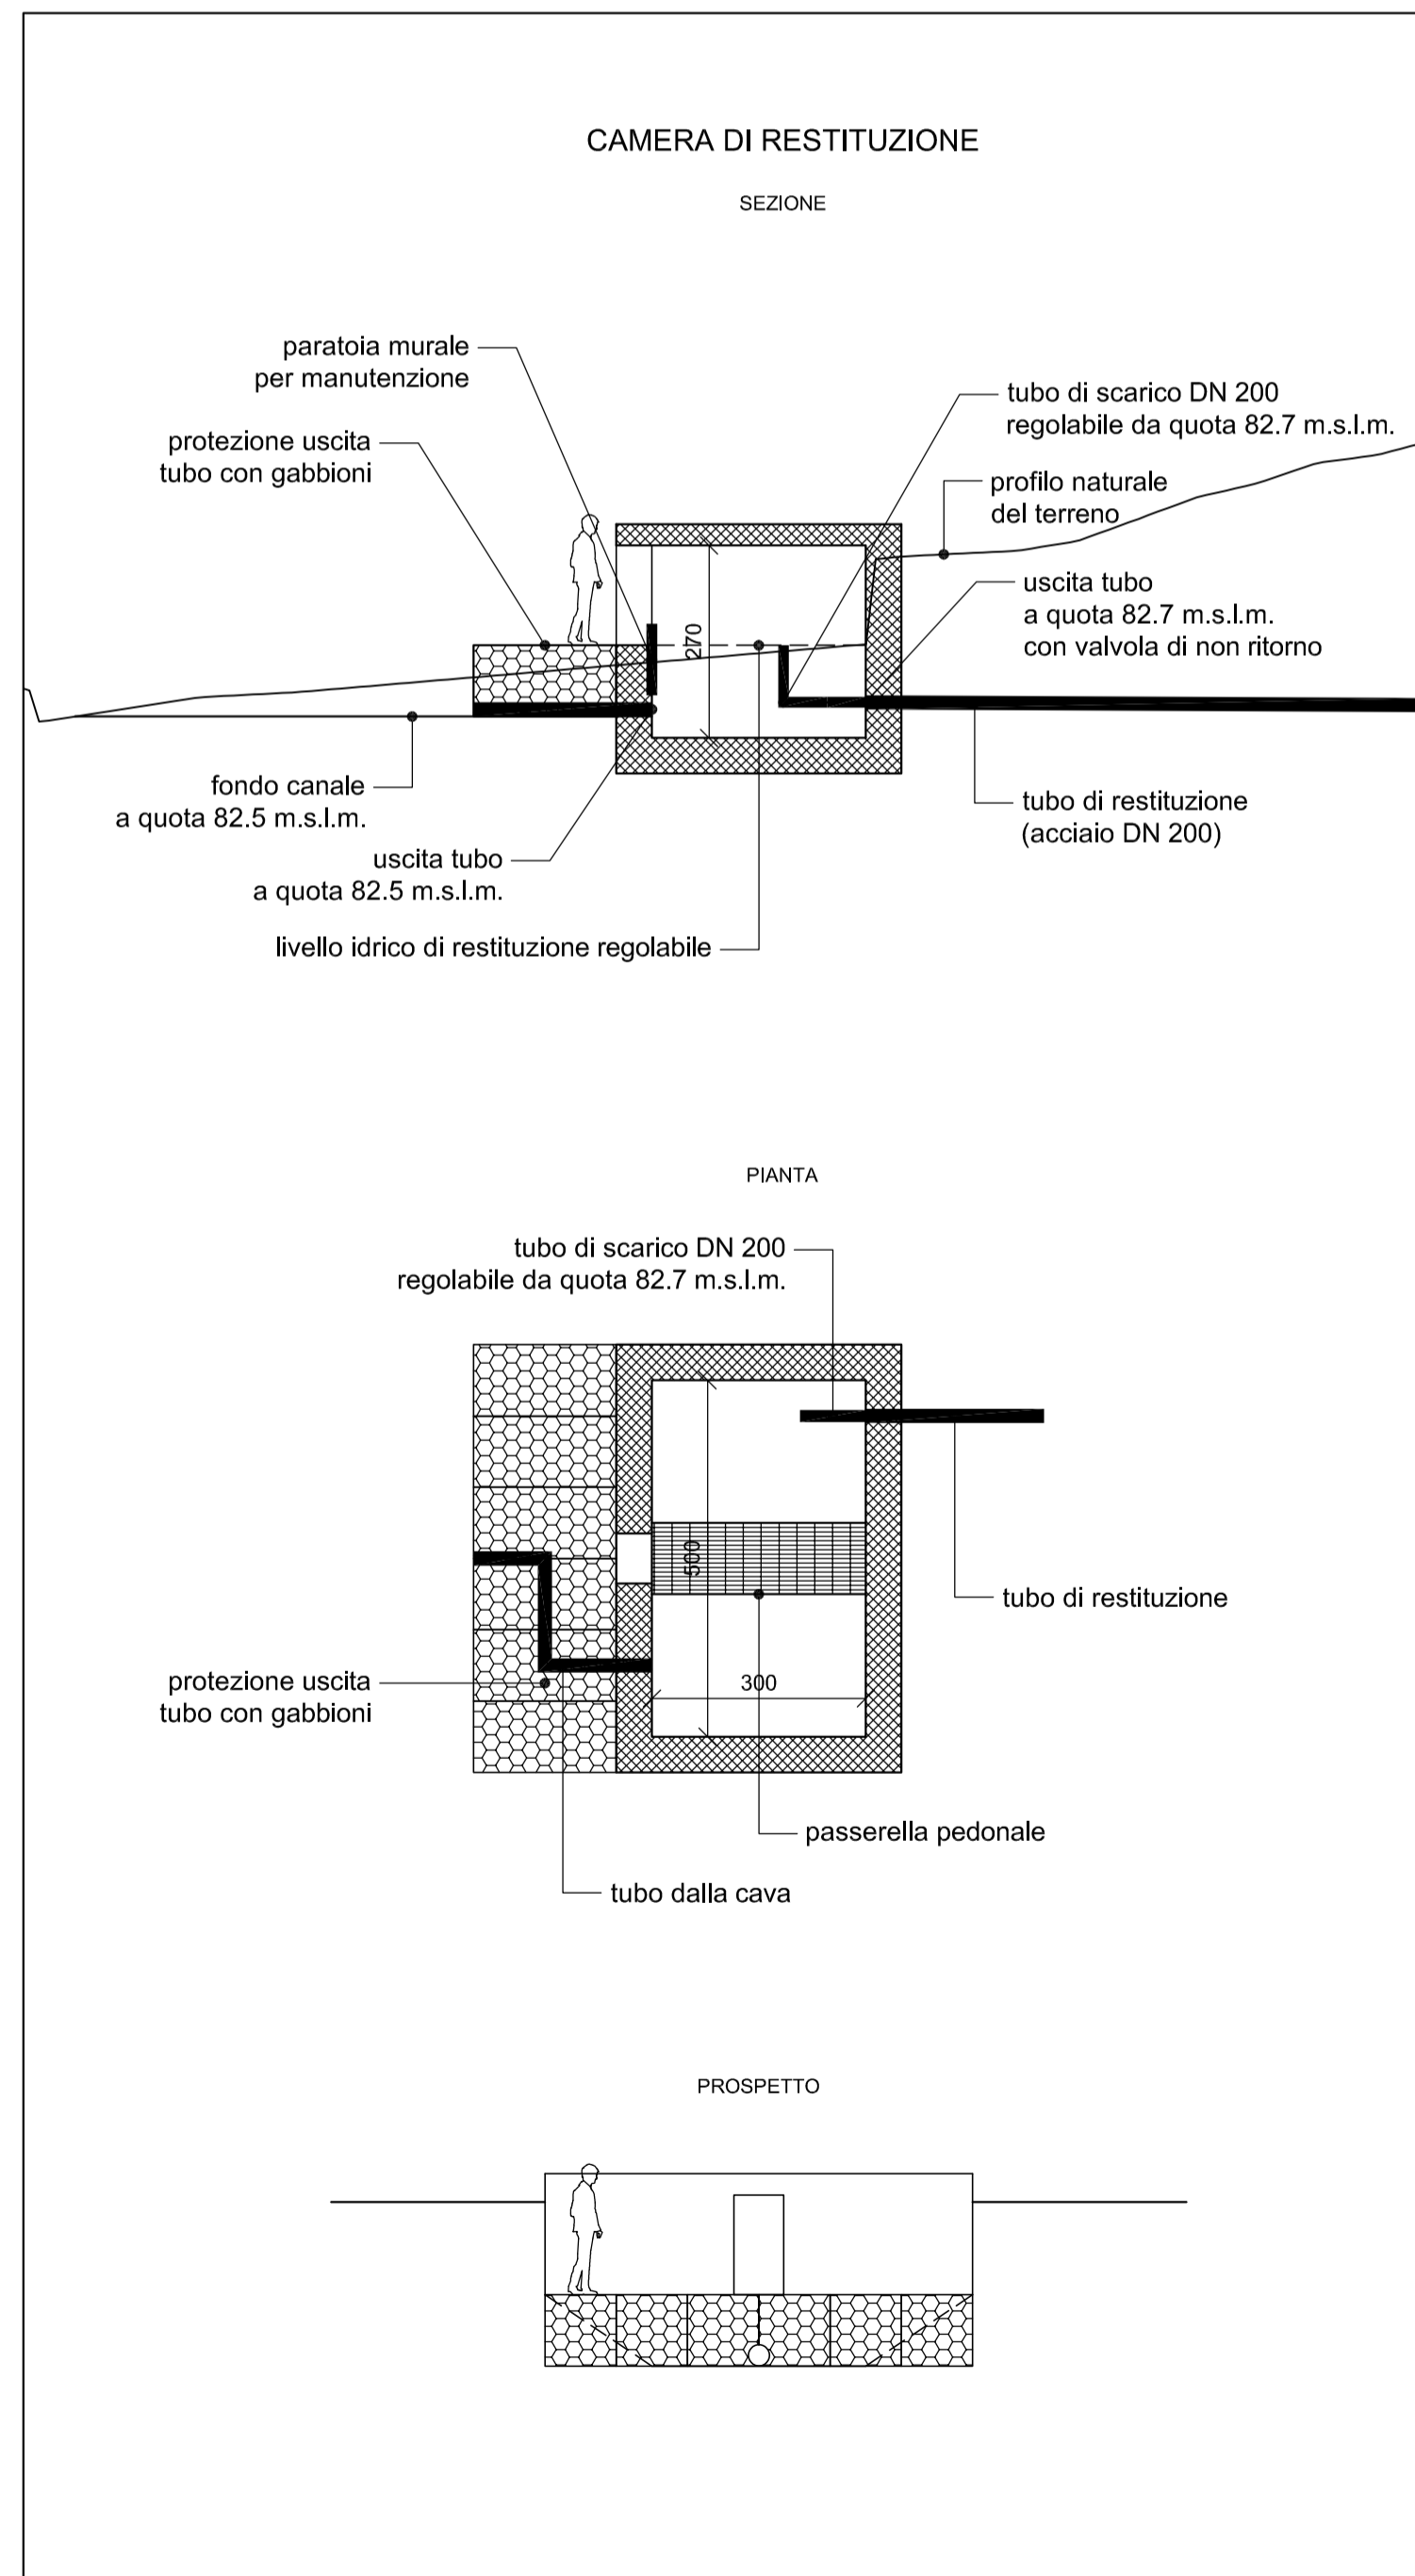 CAMERA DI RESTITUZIONE
SEZIONE
paratoia murale
per manutenzione
protezione uscita
tubo con gabbioni
tubo di scarico DN 200
regolabile da quota 82.7 m.s.l.m.
profilo naturale
del terreno
uscita tubo
a quota 82.7 m.s.l.m.
con valvola di non ritorno
270
fondo canale
a quota 82.5 m.s.l.m.
uscita tubo
a quota 82.5 m.s.l.m.
tubo di restituzione
(acciaio DN 200)
livello idrico di restituzione regolabile
PIANTA
tubo di scarico DN 200
regolabile da quota 82.7 m.s.l.m.
500
tubo di restituzione
protezione uscita
tubo con gabbioni
300
passerella pedonale
tubo dalla cava
PROSPETTO